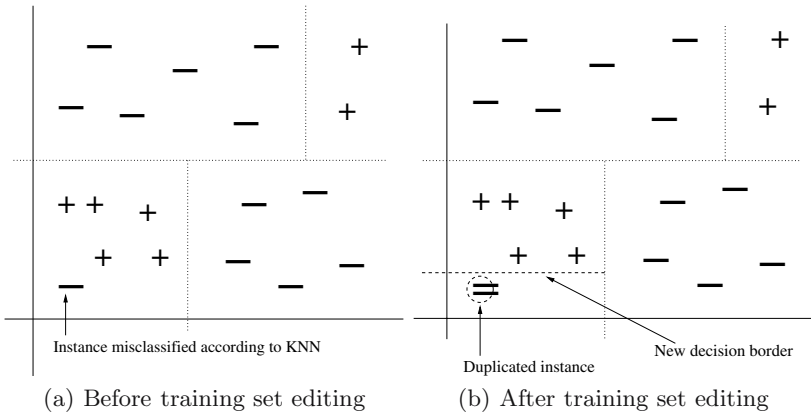 Instance misclassified according to KNN
Duplicated instance
New decision border
(a) Before training set editing
(b) After training set editing